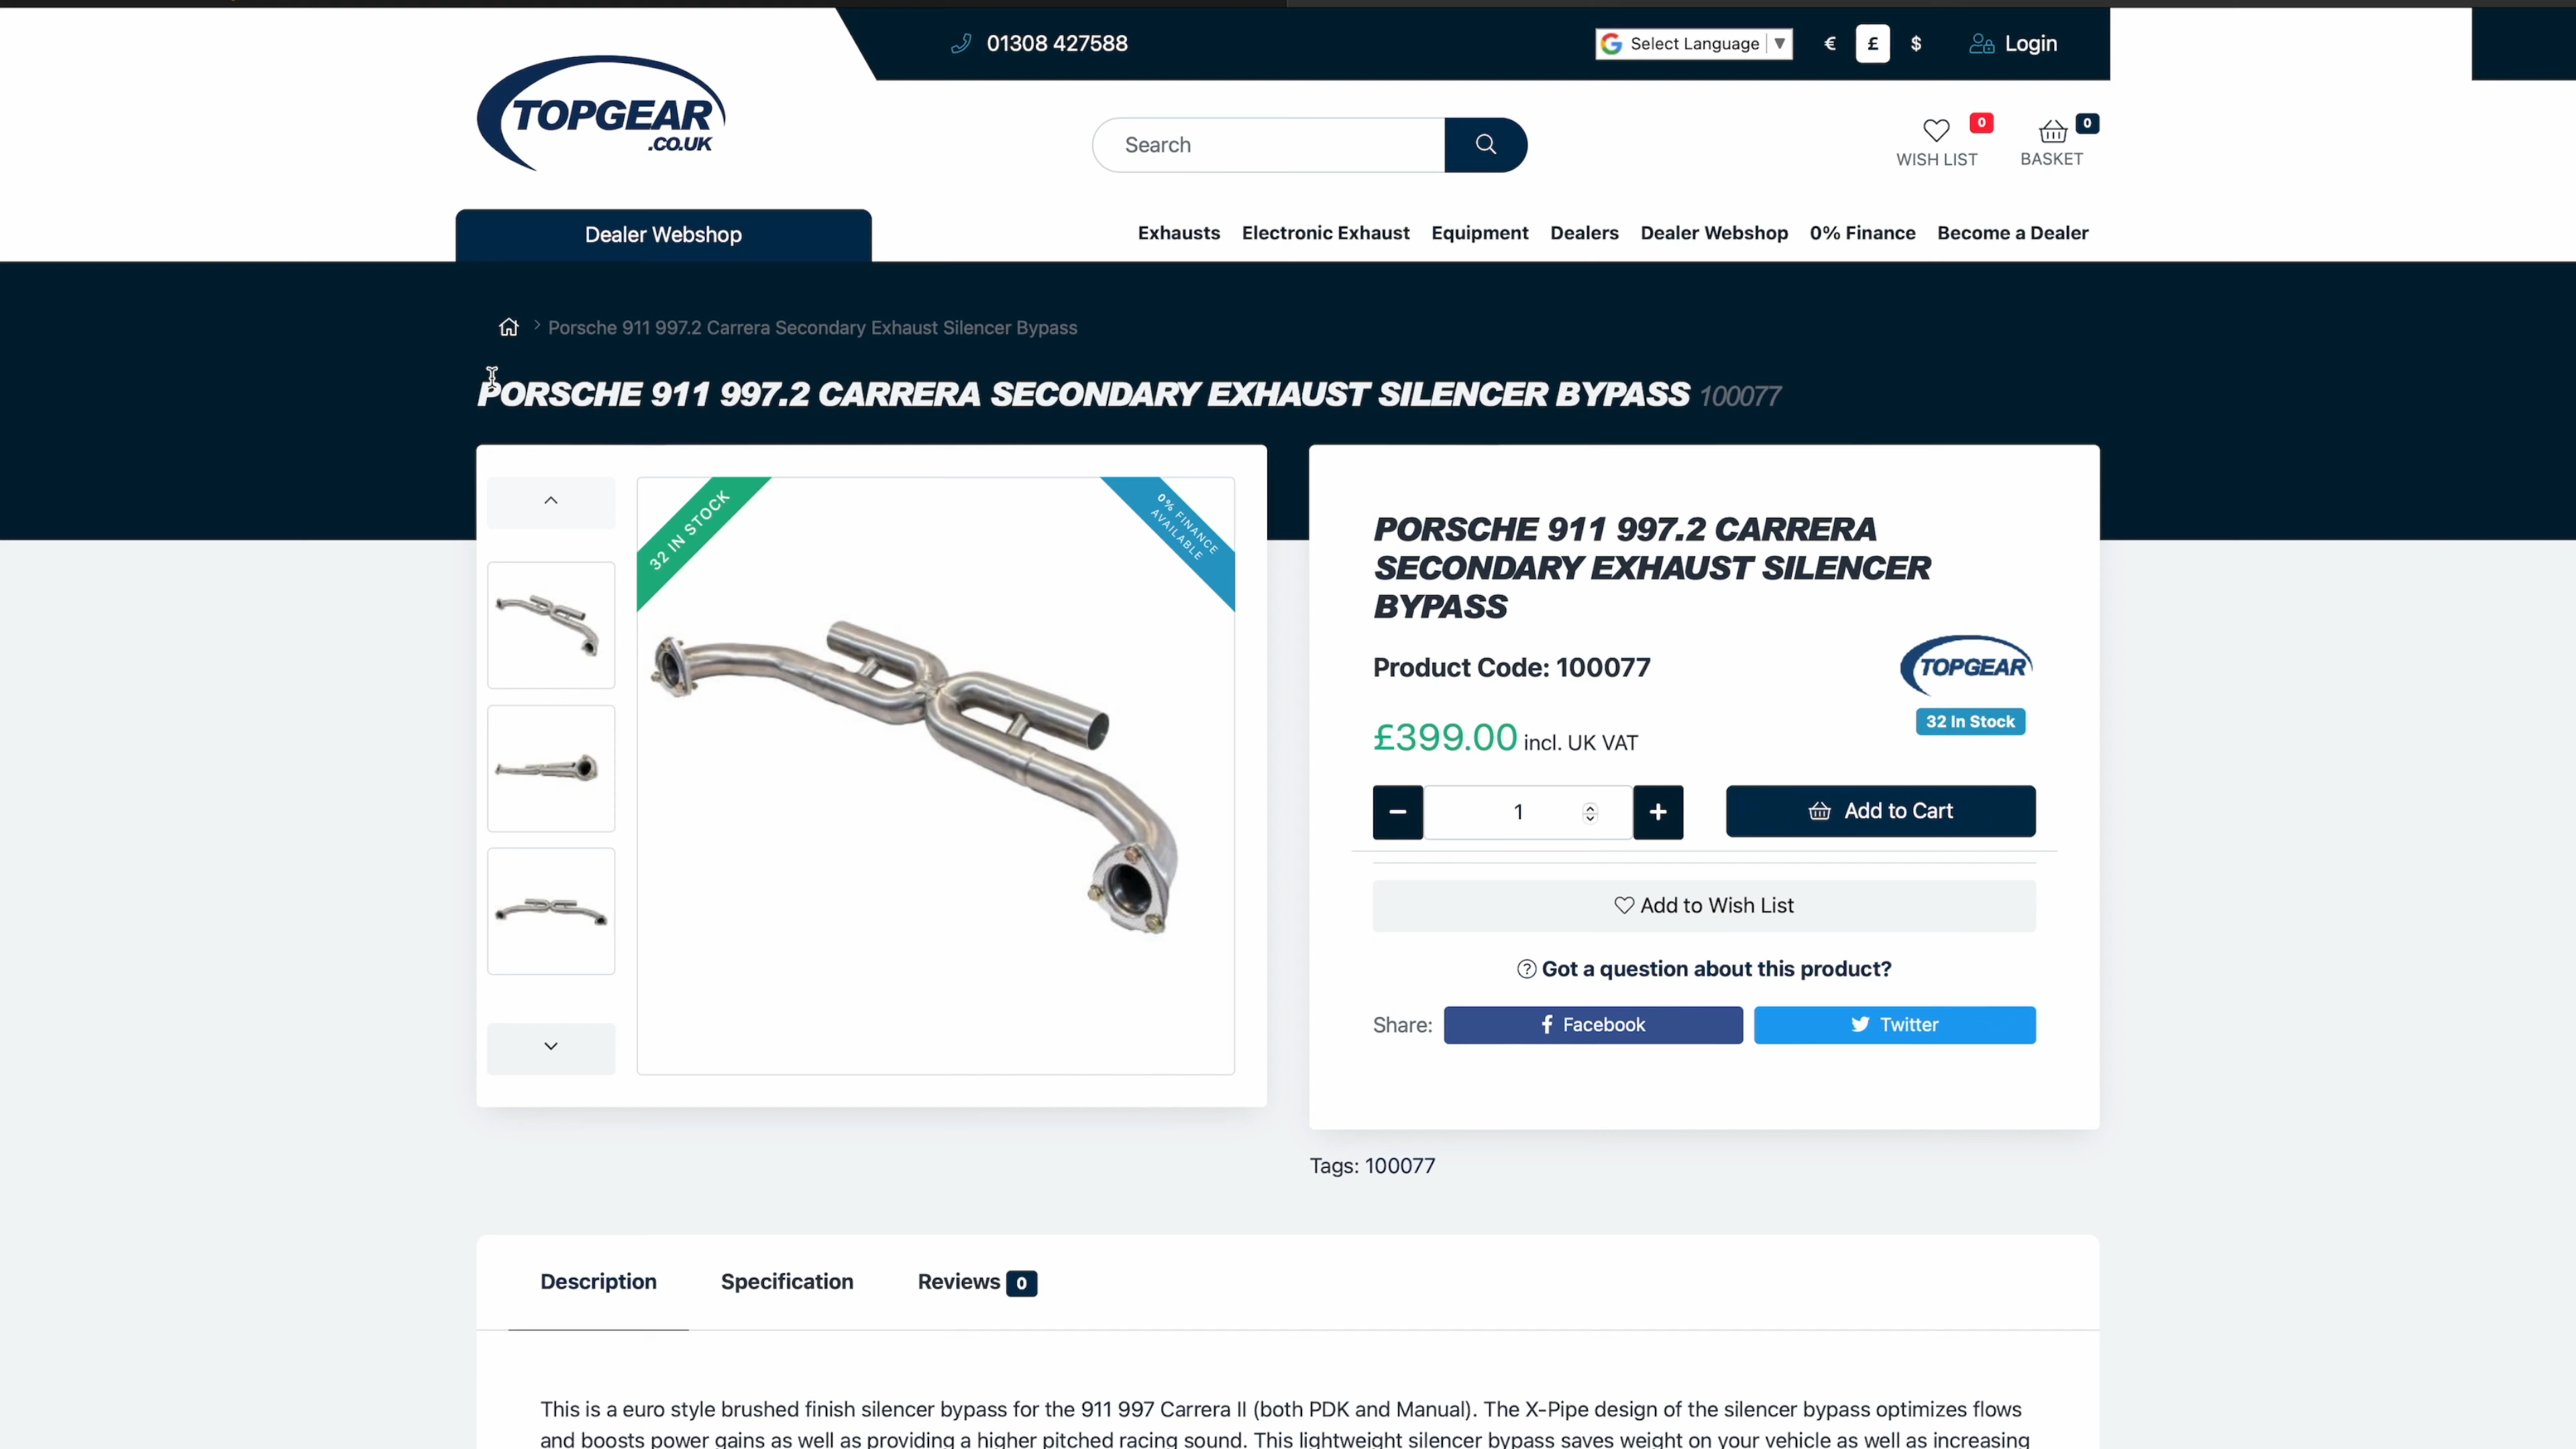 01308 427588
Select Language ▼
€ £ $
Login
TOPGEAR
.CO.UK
Search
0
WISH LIST
0
BASKET
Dealer Webshop
Exhausts Electronic Exhaust Equipment Dealers Dealer Webshop 0% Finance Become a Dealer
> Porsche 911 997.2 Carrera Secondary Exhaust Silencer Bypass
PORSCHE 911 997.2 CARRERA SECONDARY EXHAUST SILENCER BYPASS 100077
32 IN STOCK
0% FINANCE
AVAILABLE
PORSCHE 911 997.2 CARRERA
SECONDARY EXHAUST SILENCER
BYPASS
Product Code: 100077
TOPGEAR
32 In Stock
£399.00 incl. UK VAT
− 1 +
Add to Cart
Add to Wish List
Got a question about this product?
Share: Facebook Twitter
Tags: 100077
Description Specification Reviews 0
This is a euro style brushed finish silencer bypass for the 911 997 Carrera II (both PDK and Manual). The X-Pipe design of the silencer bypass optimizes flows
and boosts power gains as well as providing a higher pitched racing sound. This lightweight silencer bypass saves weight on your vehicle as well as increasing